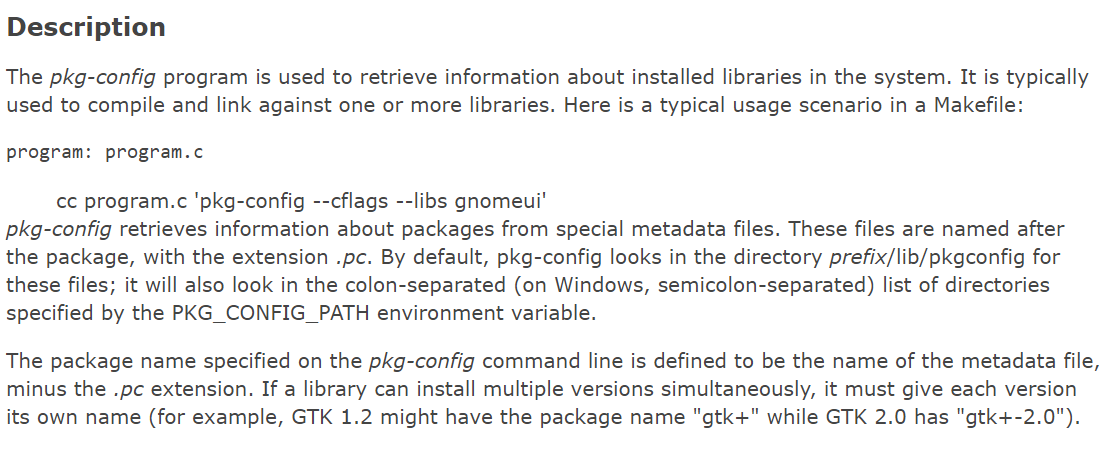 Description
The pkg-config program is used to retrieve information about installed libraries in the system. It is typically
used to compile and link against one or more libraries. Here is a typical usage scenario in a Makefile:
program: program.c
cc program.c 'pkg-config --cflags --libs gnomeui'
pkg-config retrieves information about packages from special metadata files. These files are named after
the package, with the extension .pc. By default, pkg-config looks in the directory prefix/lib/pkgconfig for
these files; it will also look in the colon-separated (on Windows, semicolon-separated) list of directories
specified by the PKG_CONFIG_PATH environment variable.
The package name specified on the pkg-config command line is defined to be the name of the metadata file,
minus the .pc extension. If a library can install multiple versions simultaneously, it must give each version
its own name (for example, GTK 1.2 might have the package name "gtk+" while GTK 2.0 has "gtk+-2.0").